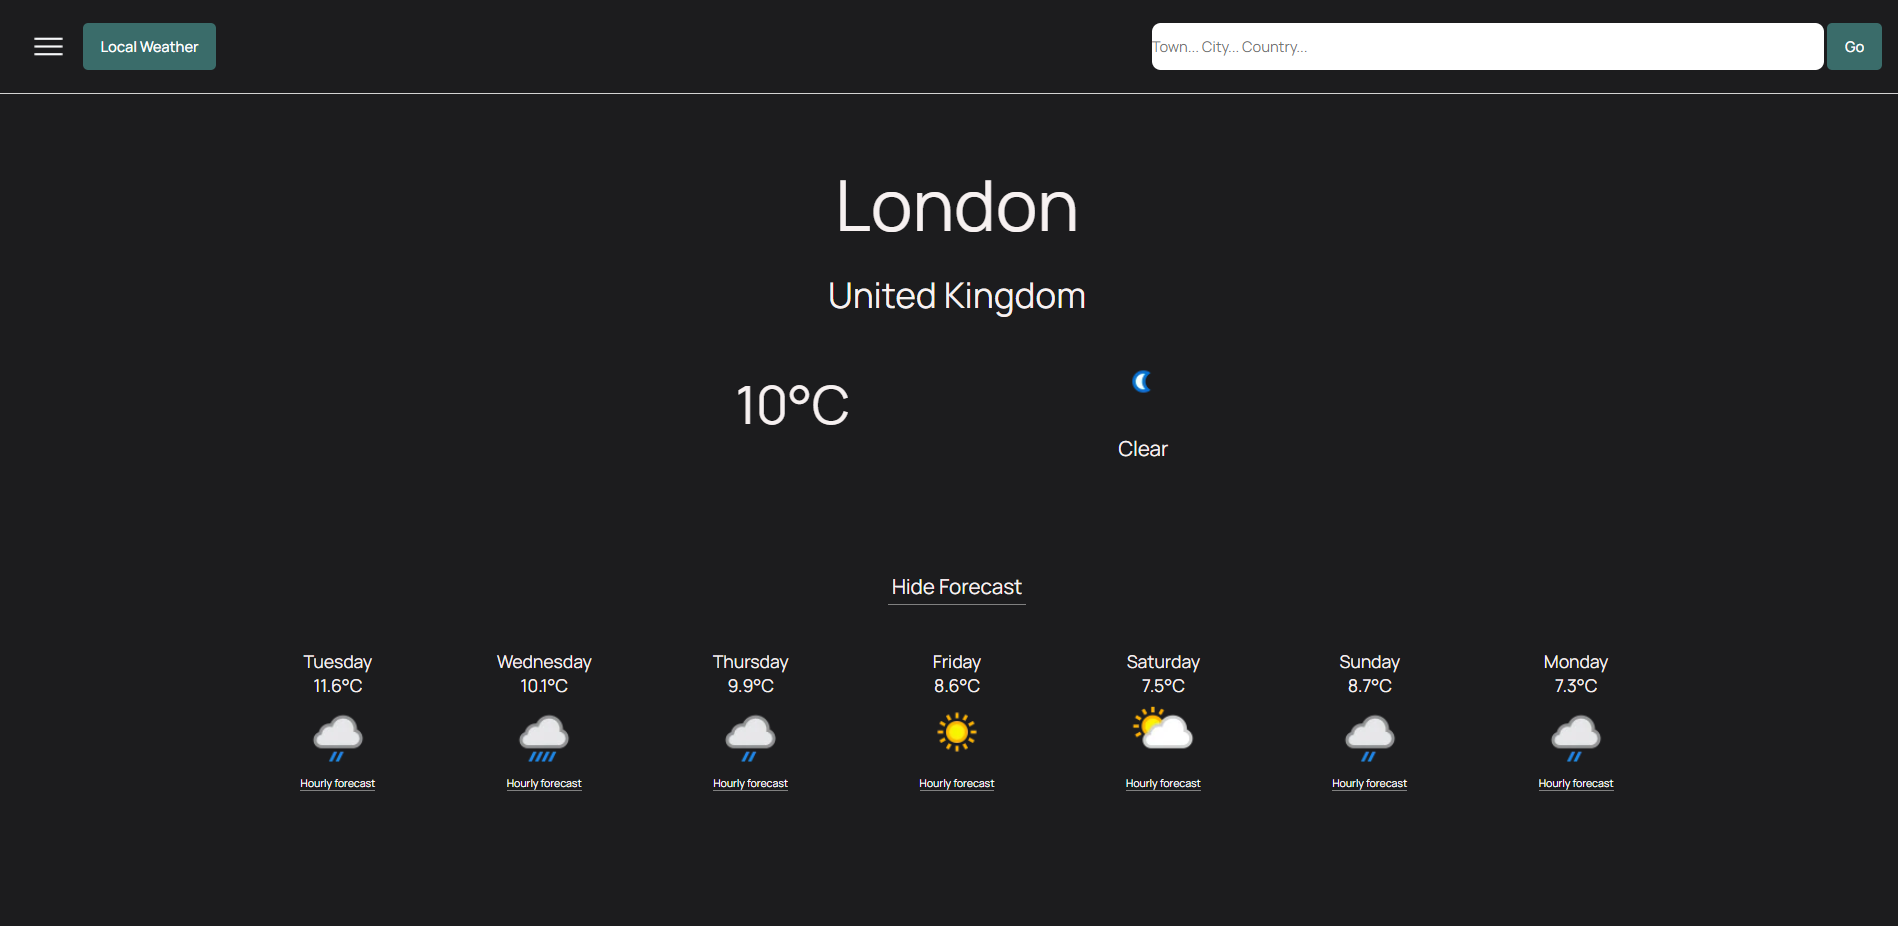 Local Weather
Town... City... Country...
Go
London
United Kingdom
10°C
Clear
Hide Forecast
Tuesday
11.6°C
Hourly forecast
Wednesday
10.1°C
Hourly forecast
Thursday
9.9°C
Hourly forecast
Friday
8.6°C
Hourly forecast
Saturday
7.5°C
Hourly forecast
Sunday
8.7°C
Hourly forecast
Monday
7.3°C
Hourly forecast